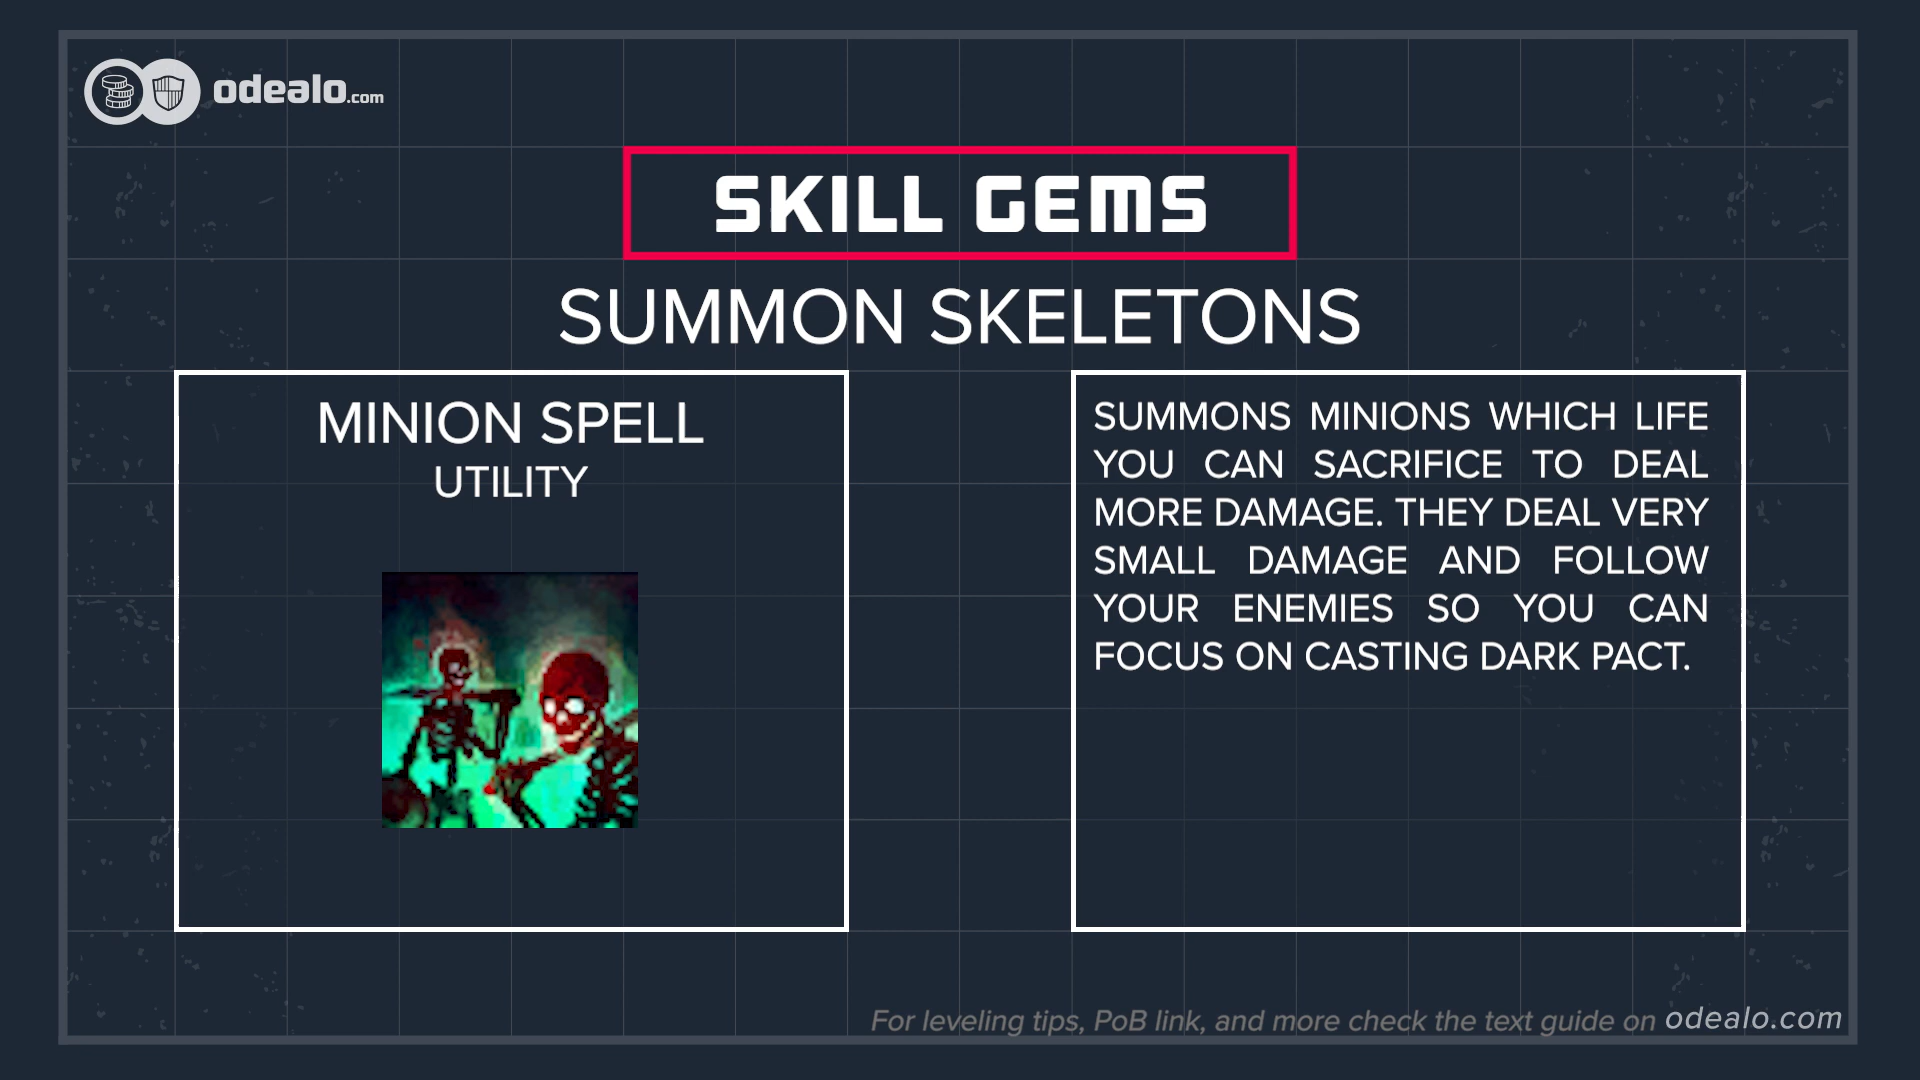 odealo.com
SKILL GEMS
SUMMON SKELETONS
MINION SPELL
UTILITY
SUMMONS MINIONS WHICH LIFE
YOU CAN SACRIFICE TO DEAL
MORE DAMAGE. THEY DEAL VERY
SMALL DAMAGE AND FOLLOW
YOUR ENEMIES SO YOU CAN
FOCUS ON CASTING DARK PACT.
For leveling tips, PoB link, and more check the text guide on odealo.com